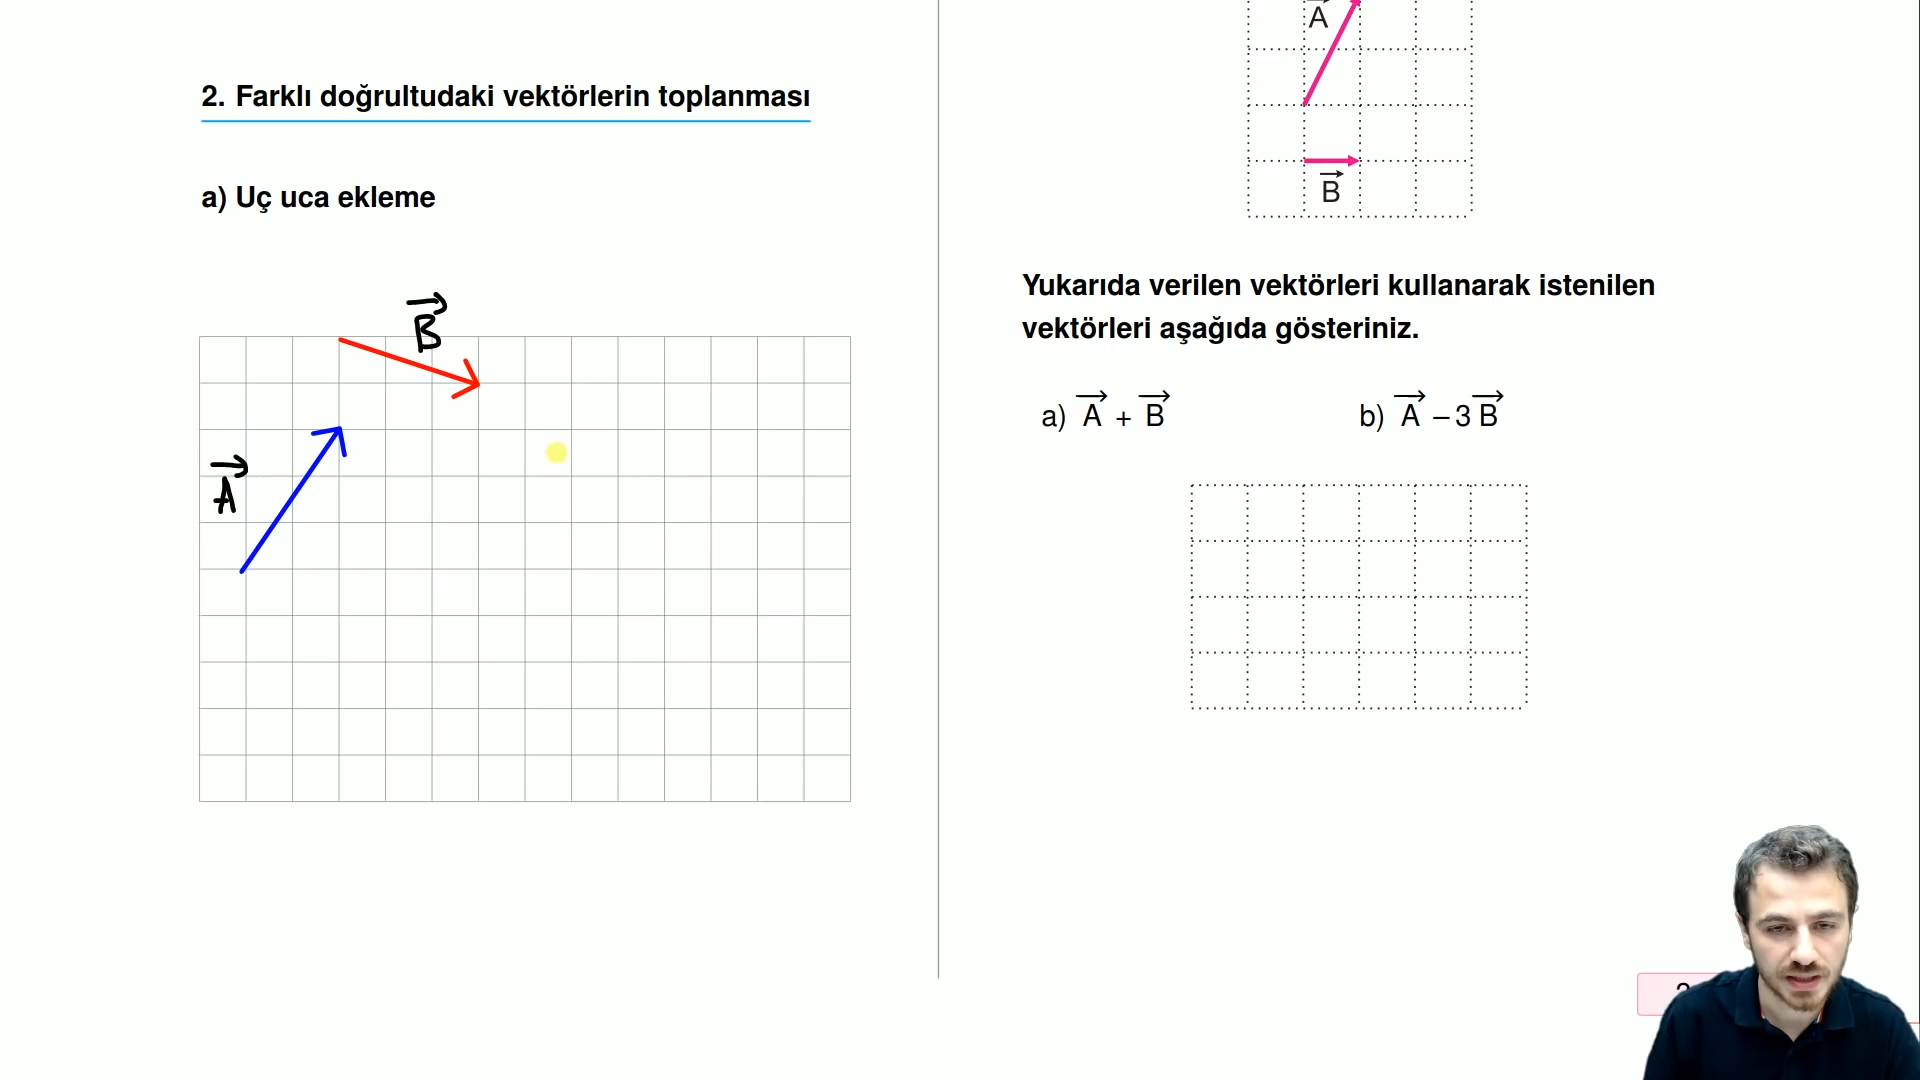 2. Farklı doğrultudaki vektörlerin toplanması
a) Uç uca ekleme
B
A
A
B
Yukarıda verilen vektörleri kullanarak istenilen
vektörleri aşağıda gösteriniz.
a) A + B
b) A – 3 B